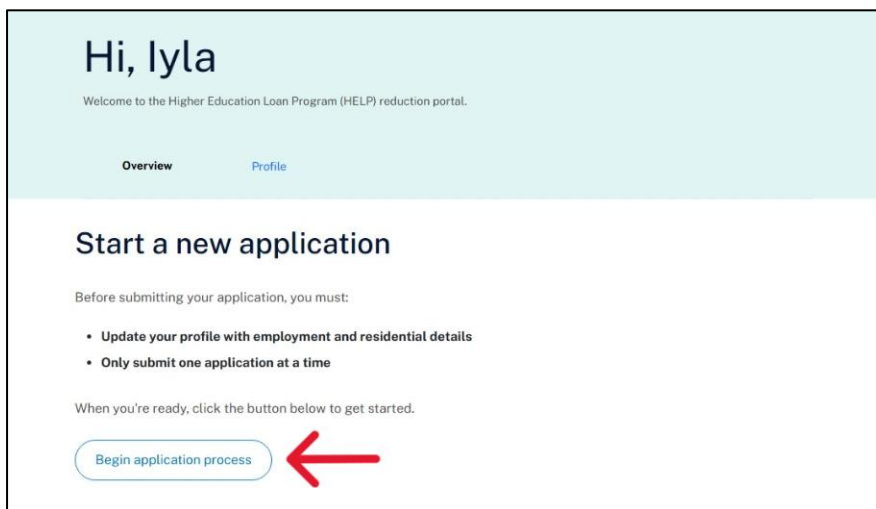 Hi, Iyla
Welcome to the Higher Education Loan Program (HELP) reduction portal.
Overview Profile
Start a new application
Before submitting your application, you must:
• Update your profile with employment and residential details
• Only submit one application at a time
When you're ready, click the button below to get started.
Begin application process